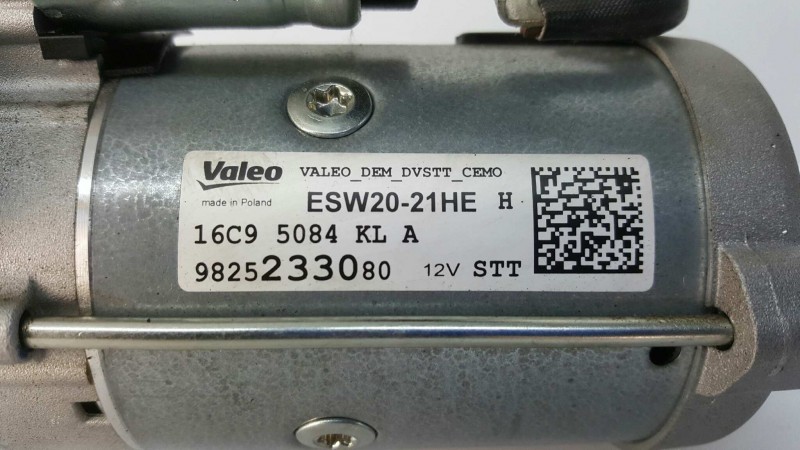 Valeo VALEO_DEM_DVSTT_CEMO
made in Poland ESW20-21HE H
16C9 5084 KL A
9825233080 12V STT